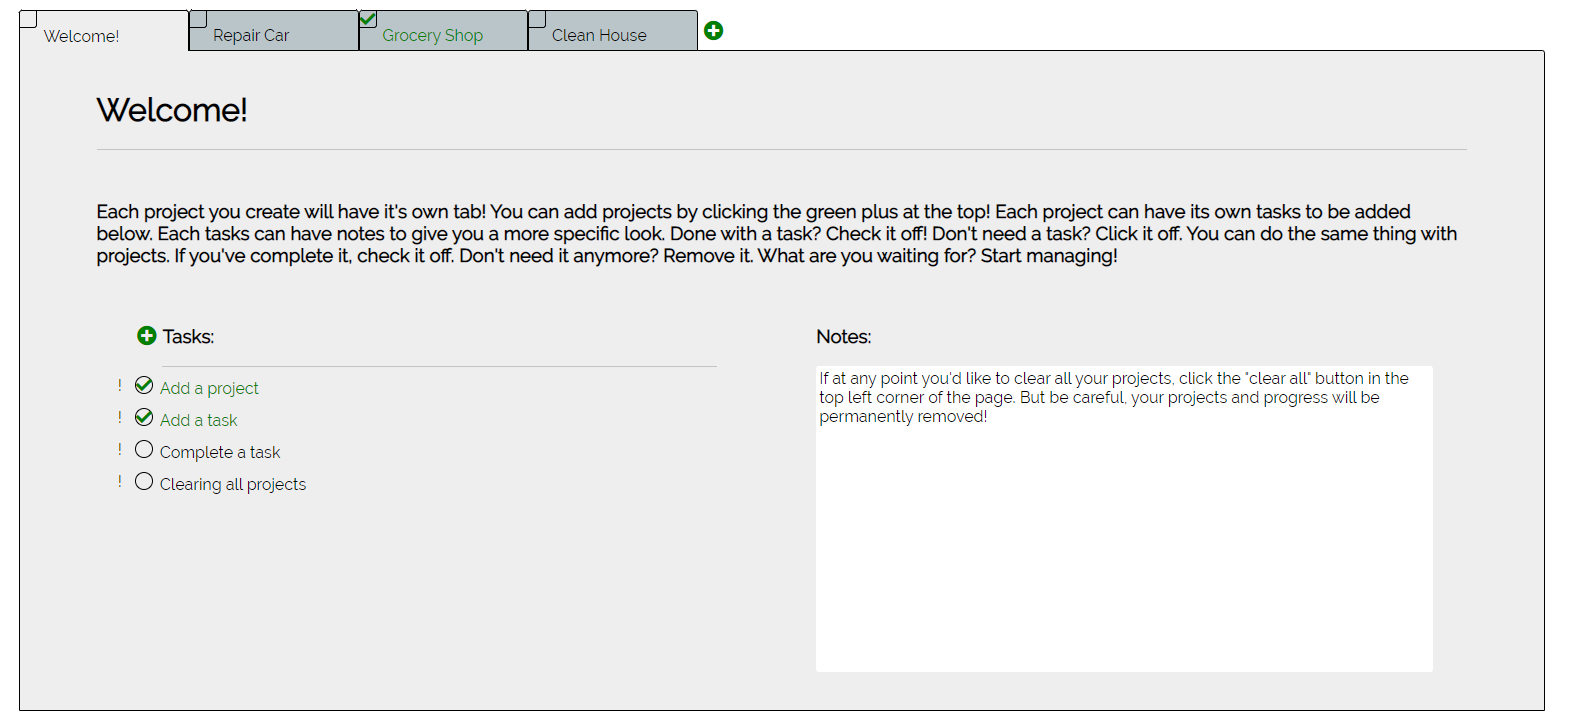 Welcome!
Repair Car
Grocery Shop
Clean House
Welcome!
Each project you create will have it's own tab! You can add projects by clicking the green plus at the top! Each project can have its own tasks to be added
below. Each tasks can have notes to give you a more specific look. Done with a task? Check it off! Don't need a task? Click it off. You can do the same thing with
projects. If you've complete it, check it off. Don't need it anymore? Remove it. What are you waiting for? Start managing!
Tasks:
! Add a project
! Add a task
! Complete a task
! Clearing all projects
Notes:
If at any point you'd like to clear all your projects, click the "clear all" button in the
top left corner of the page. But be careful, your projects and progress will be
permanently removed!